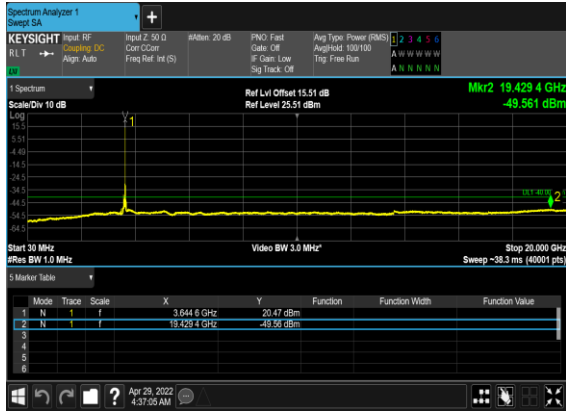 Spectrum Analyzer 1
Swept SA
KEYSIGHT Input: RF Input Z: 50 Ω #Atten: 20 dB PNO: Fast Avg Type: Power (RMS) 1 2 3 4 5 6
RLT Coupling: DC Corr CCorr Gate: Off Avg|Hold: 100/100 A W W W W W
Align: Auto Freq Ref: Int (S) IF Gain: Low Trig: Free Run
LU Sig Track: Off A N N N N N
1 Spectrum Ref Lvl Offset 15.51 dB Mkr2 19.429 4 GHz
Scale/Div 10 dB Ref Level 25.51 dBm -49.561 dBm
Log
15.5
5.51
-4.49
-14.5
-24.5
-34.5
-44.5
-54.5
-64.5
1
2
Start 30 MHz Video BW 3.0 MHz* Stop 20.000 GHz
#Res BW 1.0 MHz Sweep ~38.3 ms (40001 pts)
5 Marker Table
Mode Trace Scale X Y Function Function Width Function Value
1 N 1 f 3.644 6 GHz 20.47 dBm
2 N 1 f 19.429 4 GHz -49.56 dBm
3
4
5
6
? Apr 29, 2022
4:37:05 AM